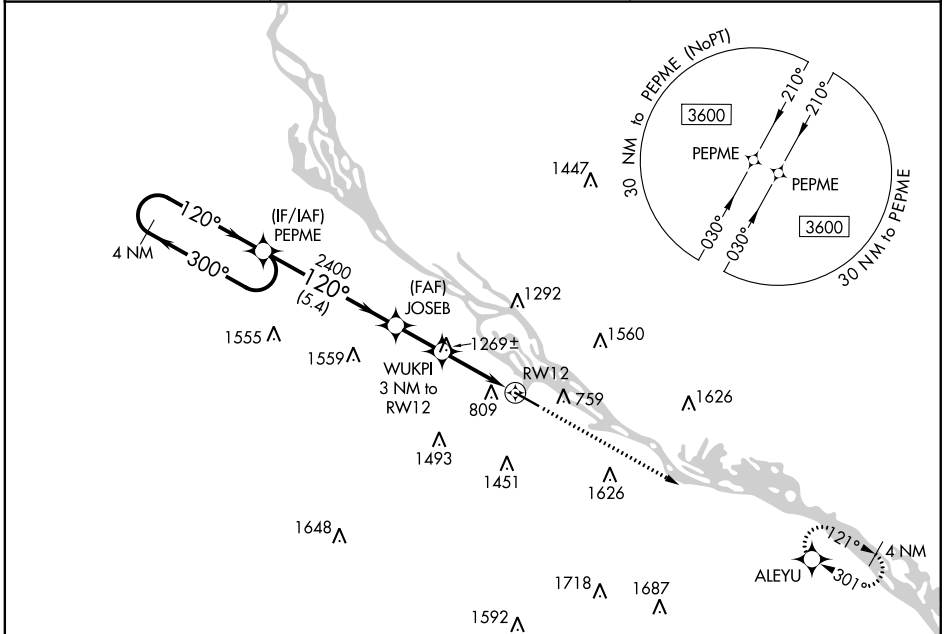 30 NM to PEPME (NoPT)
210°
210°
3600
PEPME
PEPME
3600
030°
030°
30 NM to PEPME
1447
120°
4 NM
300°
(IF/IAF)
PEPME
2400
120°
(5.4)
(FAF)
JOSEB
1292
1555
1559
1269±
1560
WUKPI
3 NM to
RW12
RW12
809
759
1626
1493
1451
1626
1648
121°
4 NM
ALEYU
301°
1718
1687
1592